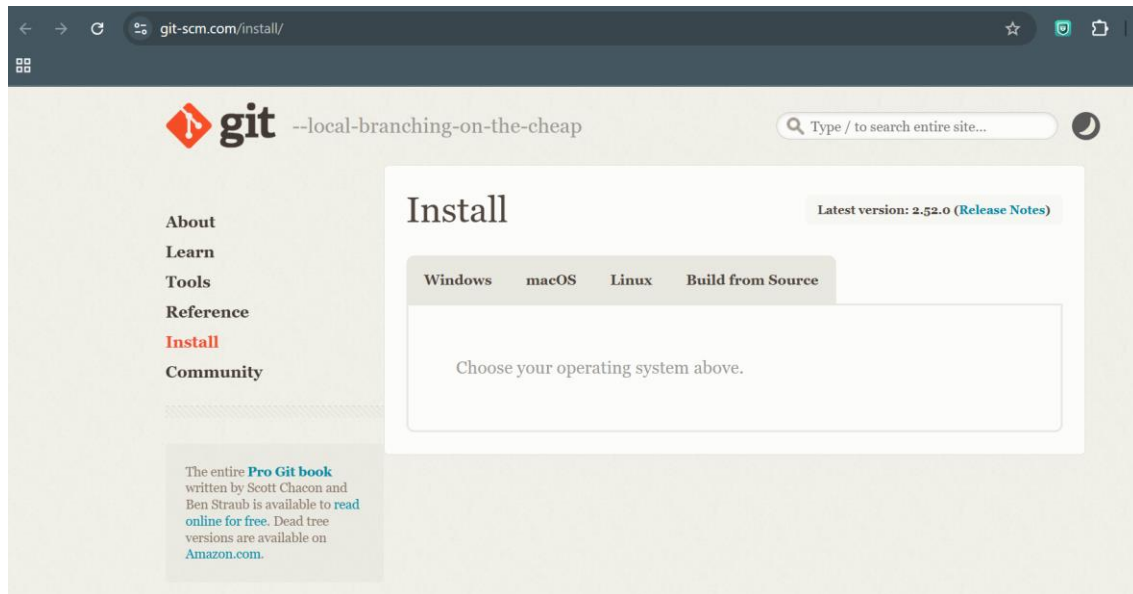 git-scm.com/install/
git --local-branching-on-the-cheap
Type / to search entire site...
About
Learn
Tools
Reference
Install
Community
The entire Pro Git book
written by Scott Chacon and
Ben Straub is available to read
online for free. Dead tree
versions are available on
Amazon.com.
Install
Latest version: 2.52.0 (Release Notes)
Windows macOS Linux Build from Source
Choose your operating system above.